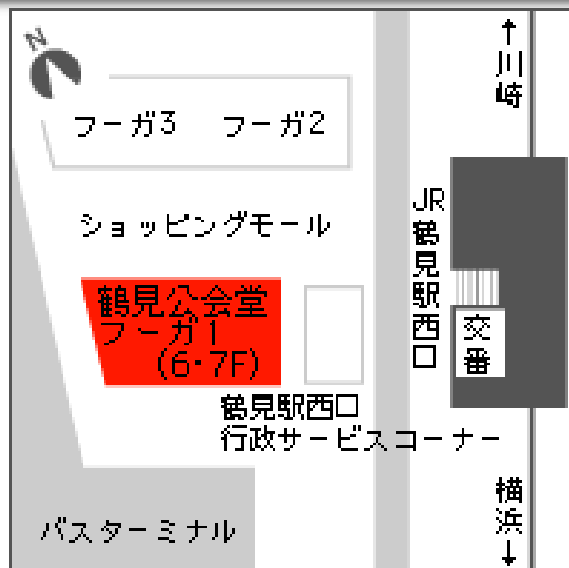 N
↑川崎
フーガ3 フーガ2
ショッピングモール
JR鶴見駅西口
鶴見公会堂
フーガ1
(6・7F)
交番
鶴見駅西口
行政サービスコーナー
バスターミナル
横浜↓